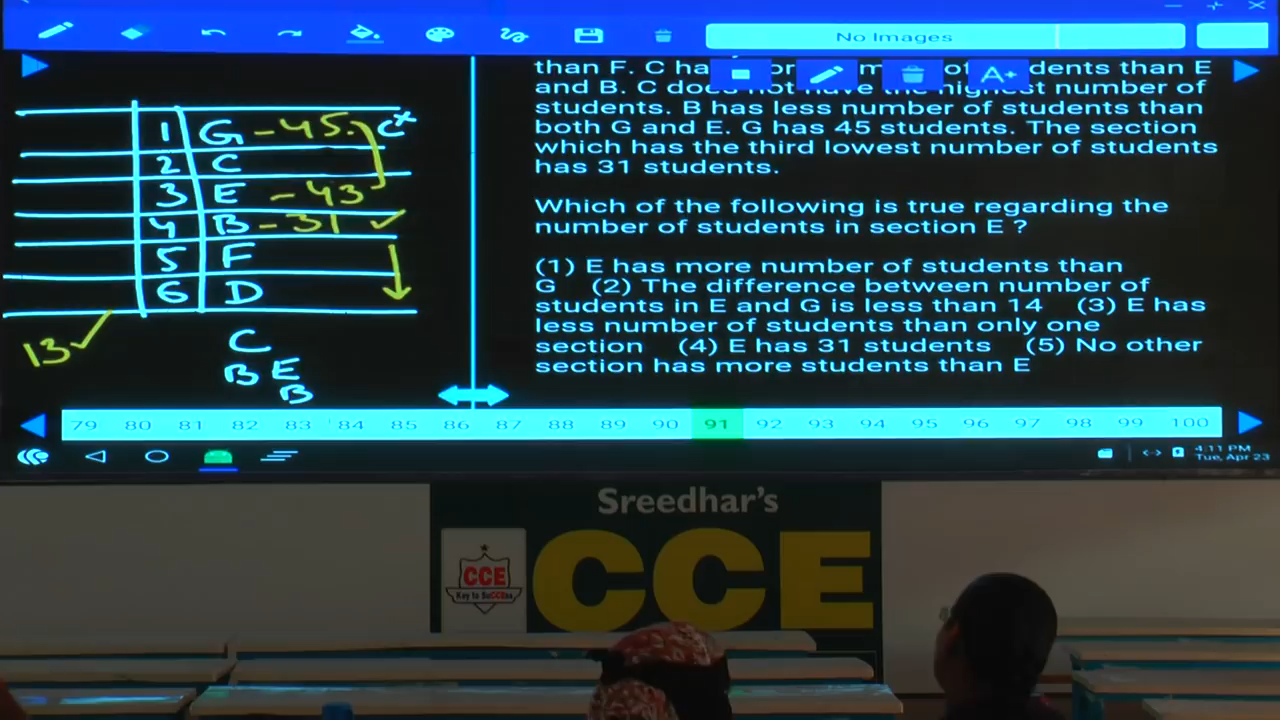 No Images
than F. C ha
dents than E
and B. C does not have the highest number of
students. B has less number of students than
both G and E. G has 45 students. The section
which has the third lowest number of students
has 31 students.
Which of the following is true regarding the
number of students in section E ?
(1) E has more number of students than
G (2) The difference between number of
students in E and G is less than 14 (3) E has
less number of students than only one
section (4) E has 31 students (5) No other
section has more students than E
A+
1 G - 45 C×
2 C
3 E - 43
4 B - 31 ✓
5 F
6 D
13 ✓
C
B E
B
79 80 81 82 83 84 85 86 87 88 89 90 91 92 93 94 95 96 97 98 99 100
4:11 PM
Tue, Apr 23
Sreedhar's
CCE
CCE
Key to SuCCEss